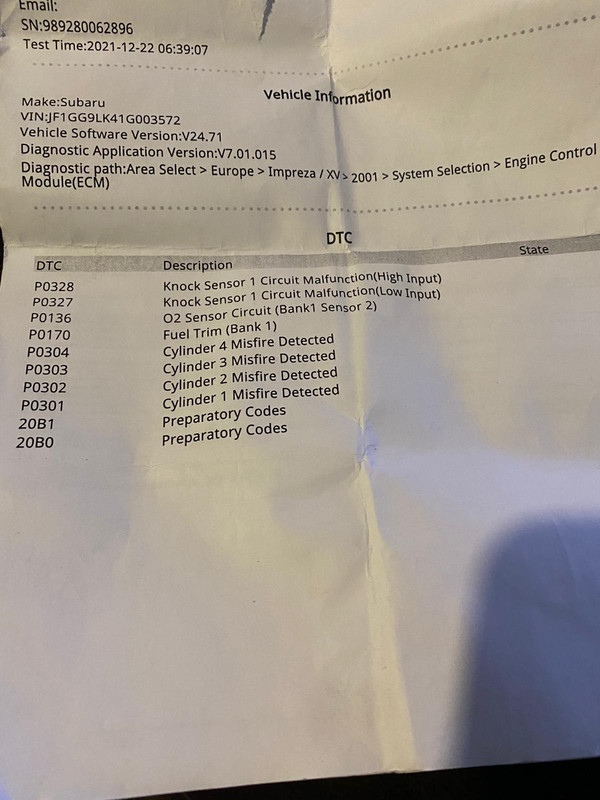 Email:
SN:989280062896
Test Time:2021-12-22 06:39:07
Vehicle Information
Make:Subaru
VIN:JF1GG9LK41G003572
Vehicle Software Version:V24.71
Diagnostic Application Version:V7.01.015
Diagnostic path:Area Select > Europe > Impreza / XV > 2001 > System Selection > Engine Control
Module(ECM)
DTC
DTC Description State
P0328 Knock Sensor 1 Circuit Malfunction(High Input)
P0327 Knock Sensor 1 Circuit Malfunction(Low Input)
P0136 O2 Sensor Circuit (Bank1 Sensor 2)
P0170 Fuel Trim (Bank 1)
P0304 Cylinder 4 Misfire Detected
P0303 Cylinder 3 Misfire Detected
P0302 Cylinder 2 Misfire Detected
P0301 Cylinder 1 Misfire Detected
20B1 Preparatory Codes
20B0 Preparatory Codes